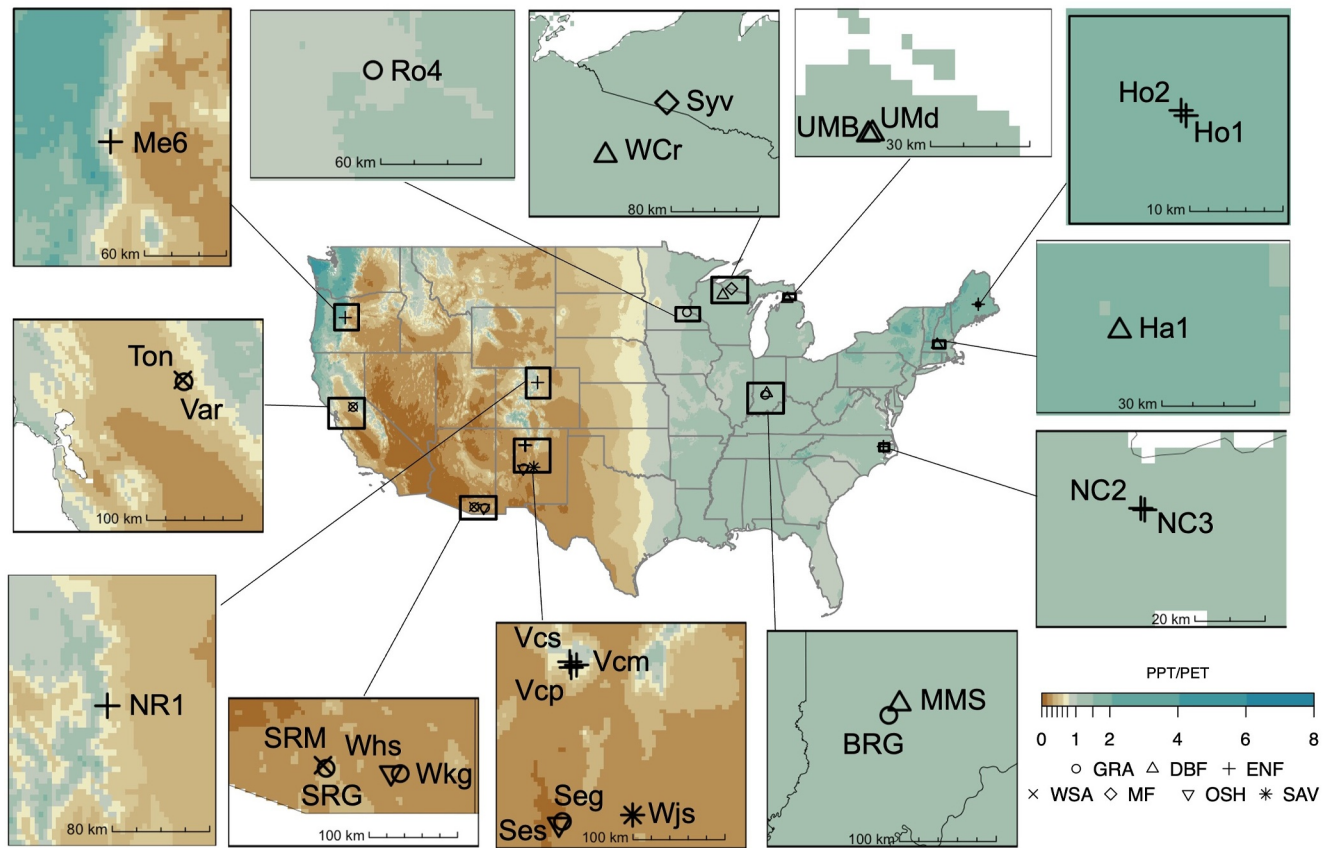 Me6
60 km
Ro4
60 km
Syv
WCr
80 km
UMB
UMd
30 km
Ho2
Ho1
10 km
Ton
Var
100 km
Ha1
30 km
NC2
NC3
20 km
NR1
80 km
SRM
Whs
SRG
Wkg
100 km
Vcs
Vcm
Vcp
Seg
Ses
Wjs
100 km
MMS
BRG
100 km
PPT/PET
0 1 2 4 6 8
GRA DBF ENF
WSA MF OSH SAV